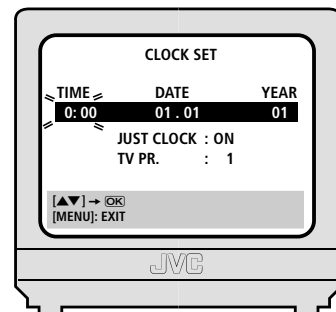 CLOCK SET
TIME DATE YEAR
0: 00 01 . 01 01
JUST CLOCK : ON
TV PR. : 1
[▲▼] → OK
[MENU]: EXIT
JVC